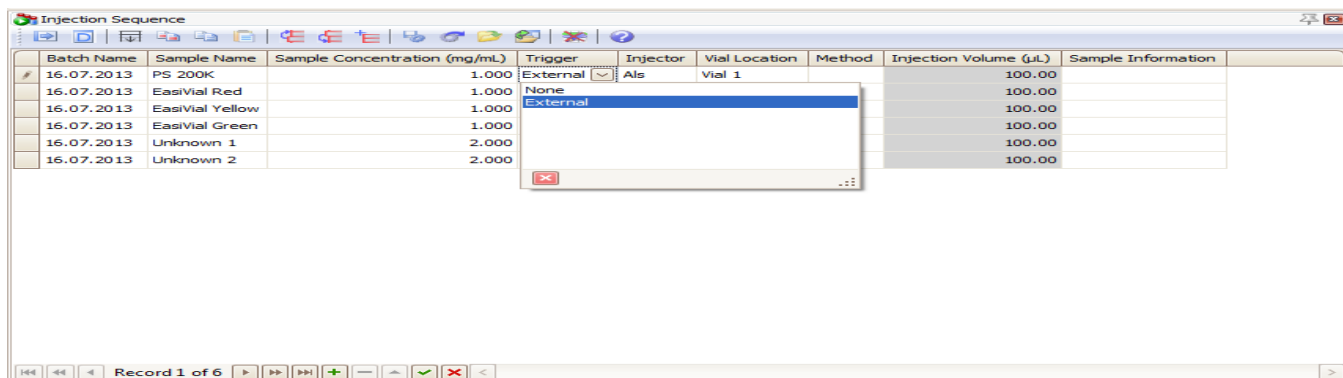 Injection Sequence
Batch Name Sample Name Sample Concentration (mg/mL) Trigger Injector Vial Location Method Injection Volume (µL) Sample Information
16.07.2013 PS 200K 1.000 External Als Vial 1 100.00
16.07.2013 EasiVial Red 1.000 None 100.00
16.07.2013 EasiVial Yellow 1.000 External 100.00
16.07.2013 EasiVial Green 1.000 100.00
16.07.2013 Unknown 1 2.000 100.00
16.07.2013 Unknown 2 2.000 100.00
Record 1 of 6